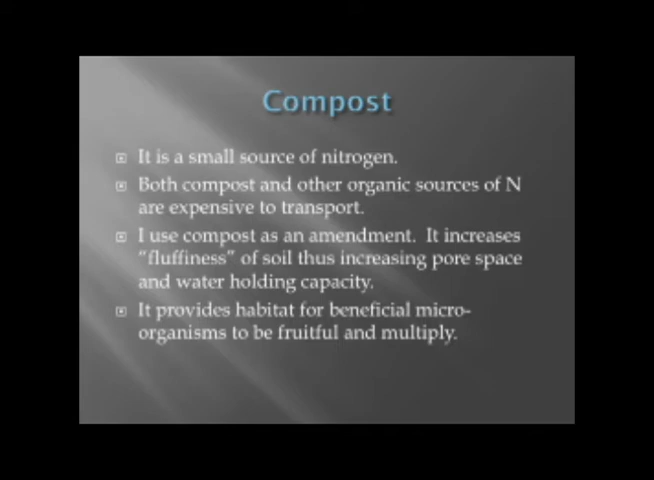 Compost
It is a small source of nitrogen.
Both compost and other organic sources of N
are expensive to transport.
I use compost as an amendment. It increases
“fluffiness” of soil thus increasing pore space
and water holding capacity.
It provides habitat for beneficial micro-
organisms to be fruitful and multiply.